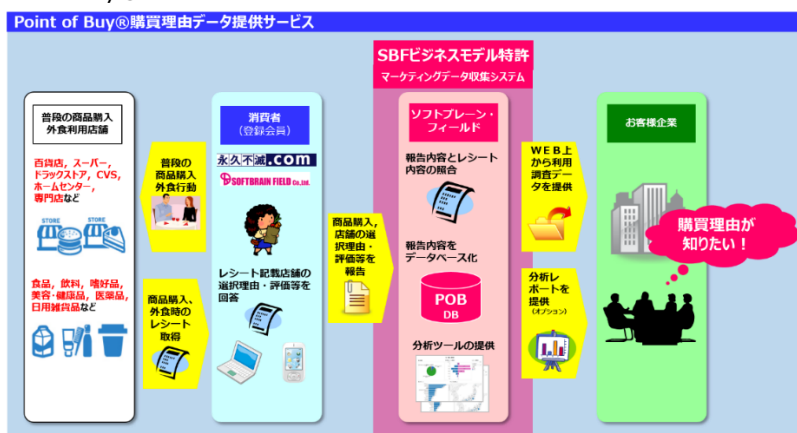 Point of Buy®購買理由データ提供サービス
SBFビジネスモデル特許
マーケティングデータ収集システム
普段の商品購入
外食利用店舗
百貨店，スーパー，
ドラックストア，CVS，
ホームセンター，
専門店など
STORE
STORE
食品，飲料，嗜好品，
美容・健康品，医薬品，
日用雑貨品など
普段の
商品購入
外食行動
商品購入、
外食時の
レシート
取得
消費者
（登録会員）
永久不滅.COM
SOFTBRAIN FIELD Co.,Ltd.
レシート記載店舗の
選択理由・評価等を
回答
商品購入，
店舗の選
択理由・
評価等を
報告
ソフトブレーン・
フィールド
報告内容とレシート
内容の照合
報告内容を
データベース化
POB
DB
分析ツールの提供
WEB上
から利用
調査デー
タを提供
分析レ
ポートを
提供
（オプション）
お客様企業
購買理由が
知りたい！